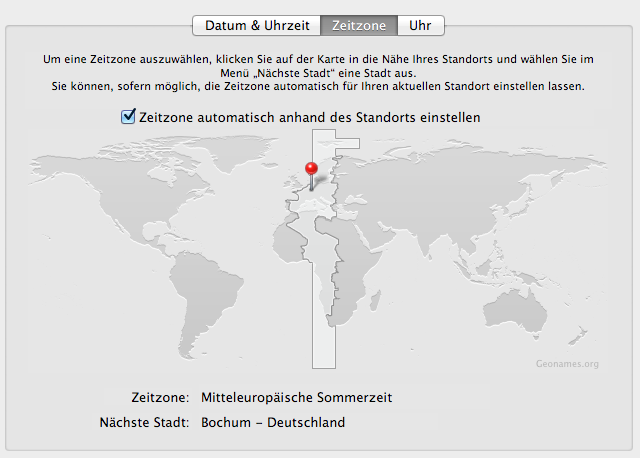 Datum & Uhrzeit
Zeitzone
Uhr
Um eine Zeitzone auszuwählen, klicken Sie auf der Karte in die Nähe Ihres Standorts und wählen Sie im
Menü „Nächste Stadt“ eine Stadt aus.
Sie können, sofern möglich, die Zeitzone automatisch für Ihren aktuellen Standort einstellen lassen.
Zeitzone automatisch anhand des Standorts einstellen
Geonames.org
Zeitzone: Mitteleuropäische Sommerzeit
Nächste Stadt: Bochum – Deutschland